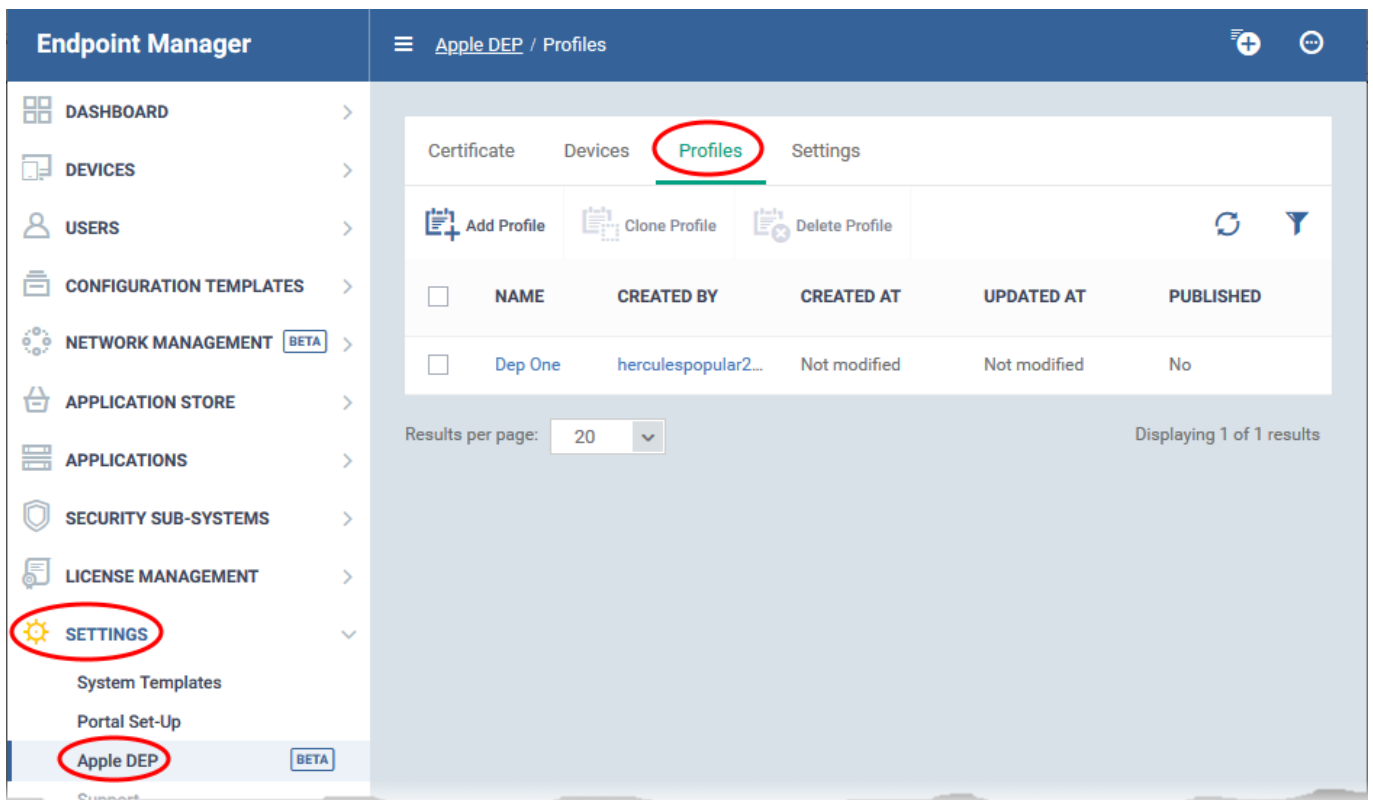 Endpoint Manager
Apple DEP / Profiles
DASHBOARD
DEVICES
USERS
CONFIGURATION TEMPLATES
NETWORK MANAGEMENT BETA
APPLICATION STORE
APPLICATIONS
SECURITY SUB-SYSTEMS
LICENSE MANAGEMENT
SETTINGS
System Templates
Portal Set-Up
Apple DEP BETA
Support
Certificate Devices Profiles Settings
Add Profile Clone Profile Delete Profile
NAME CREATED BY CREATED AT UPDATED AT PUBLISHED
Dep One herculespopular2... Not modified Not modified No
Results per page: 20 Displaying 1 of 1 results